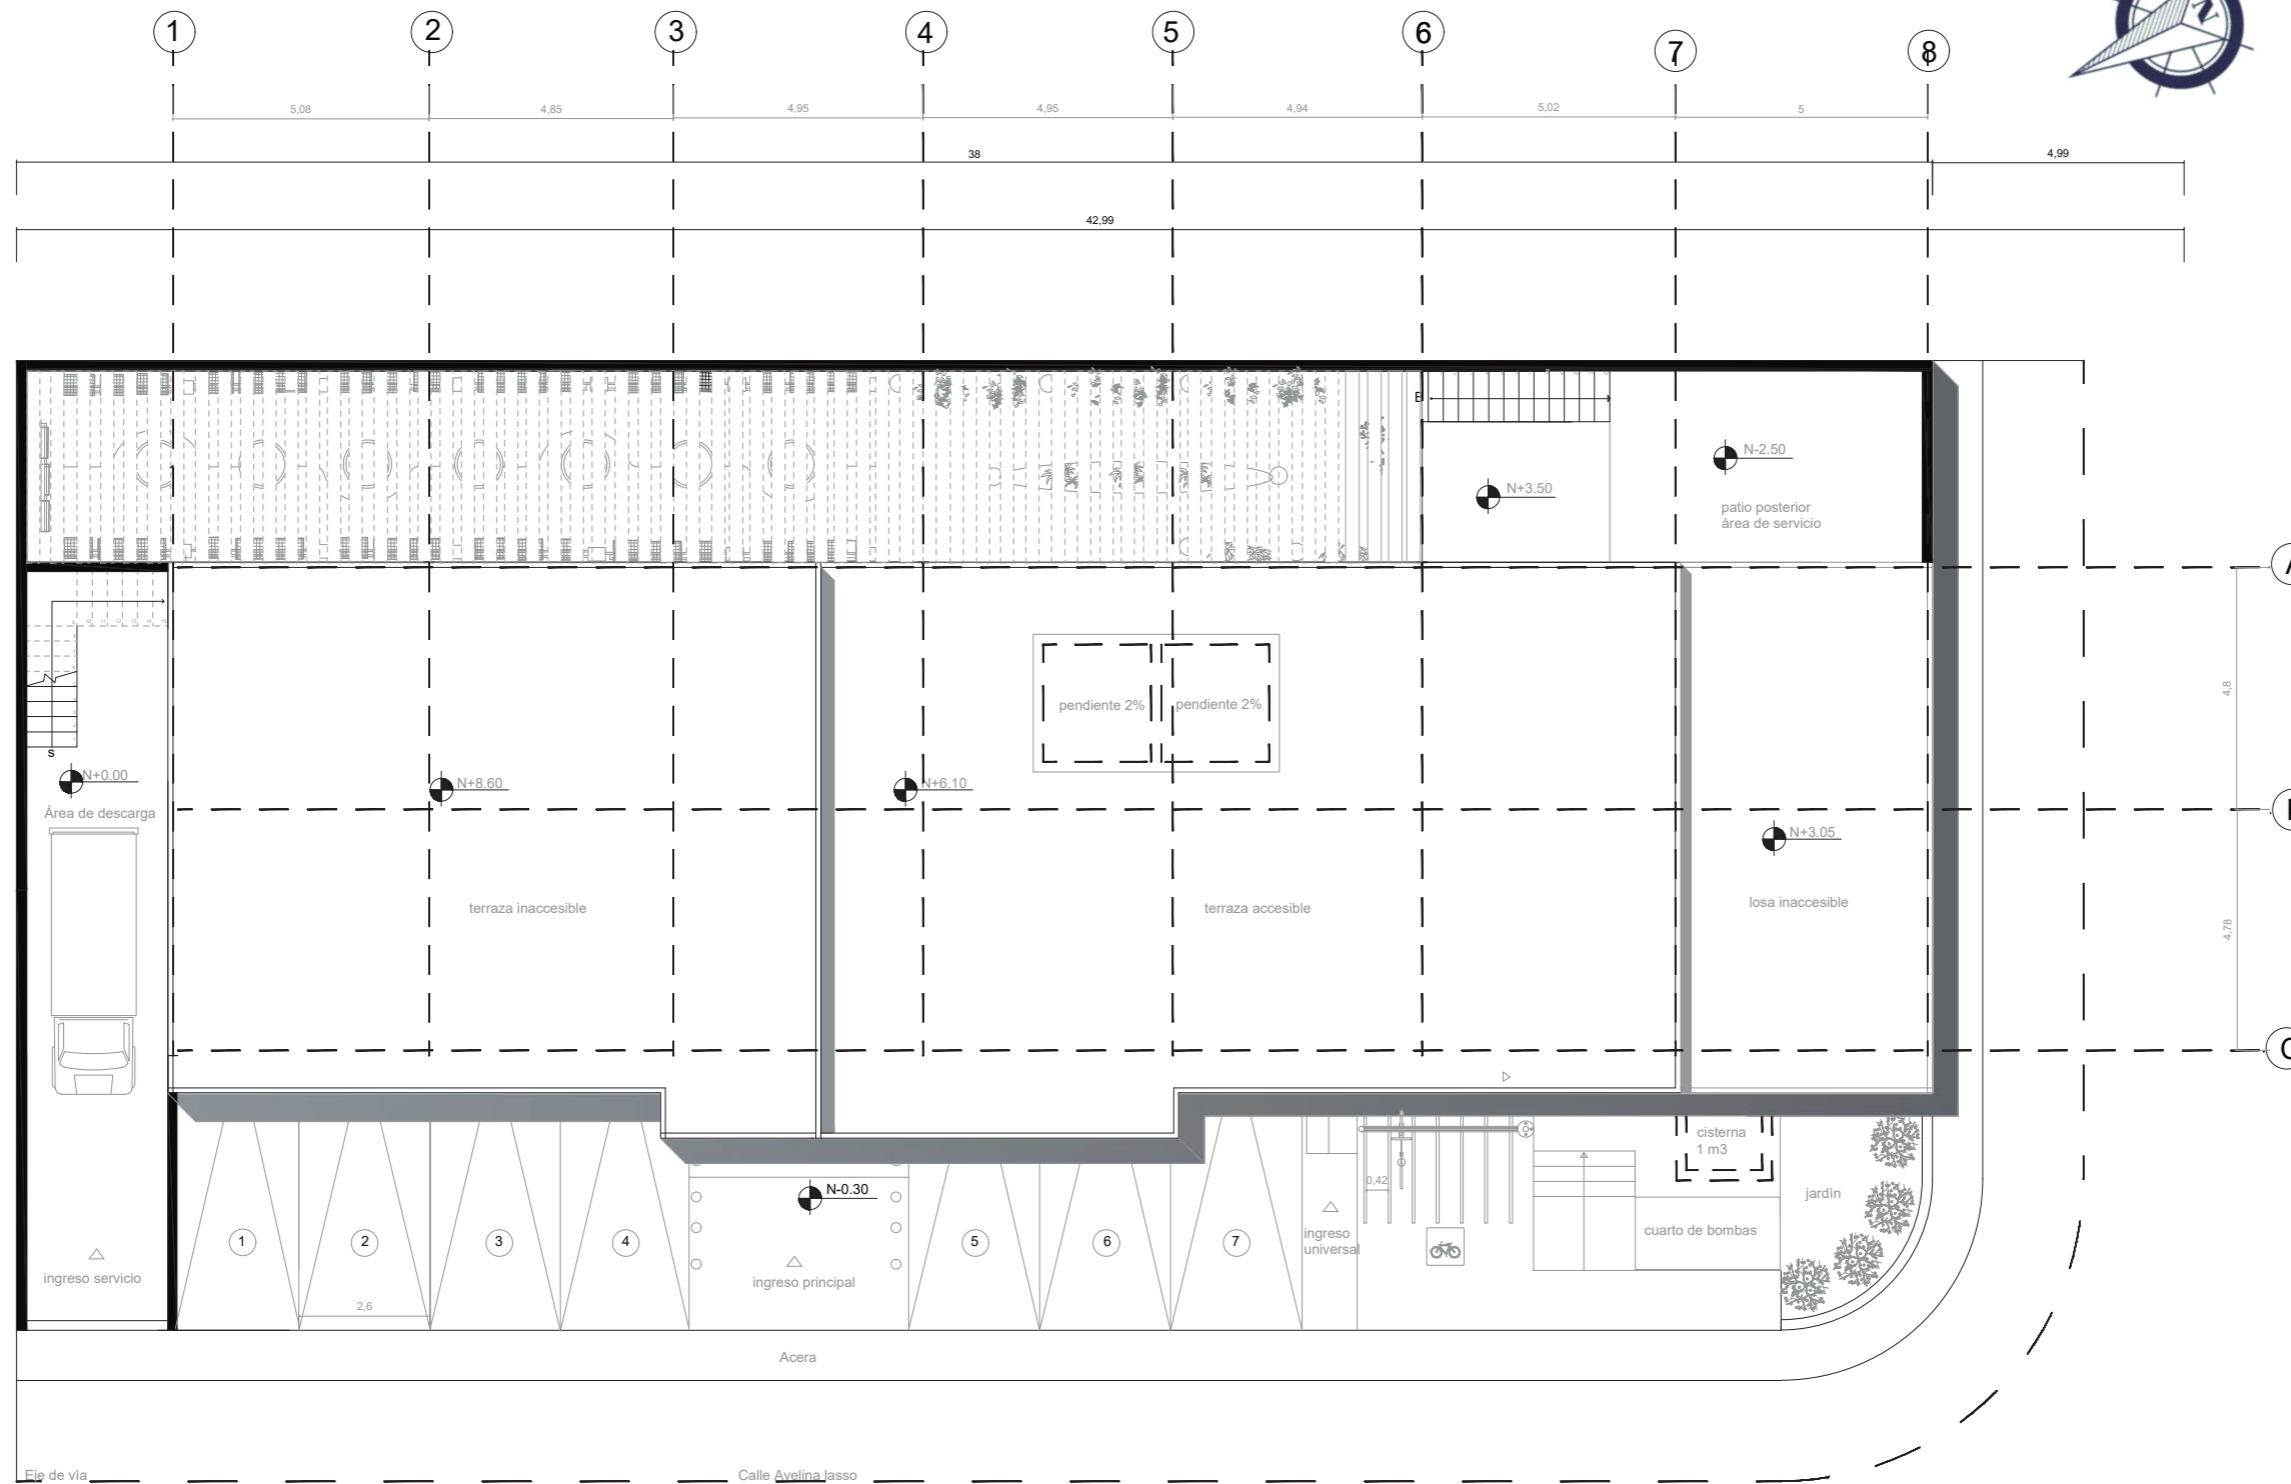 1 2 3 4 5 6 7 8
N
5,08 4,85 4,95 4,95 4,94 5,02 5
38 4,99
42,99
B
N-2.50
N+3.50
patio posterior
àrea de servicio
A
4,8
pendiente 2% pendiente 2%
S
N+0.00
N+8.60
N+6.10
Área de descarga
B
N+3.05
terraza inaccesible
terraza accesible
losa inaccesible
4,78
C
cisterna
1 m3
0,42
N-0.30
jardìn
1 2 3 4 5 6 7
ingreso
universal
cuarto de bombas
ingreso servicio
ingreso principal
2,6
Acera
Eje de vìa
Calle Avelina lasso